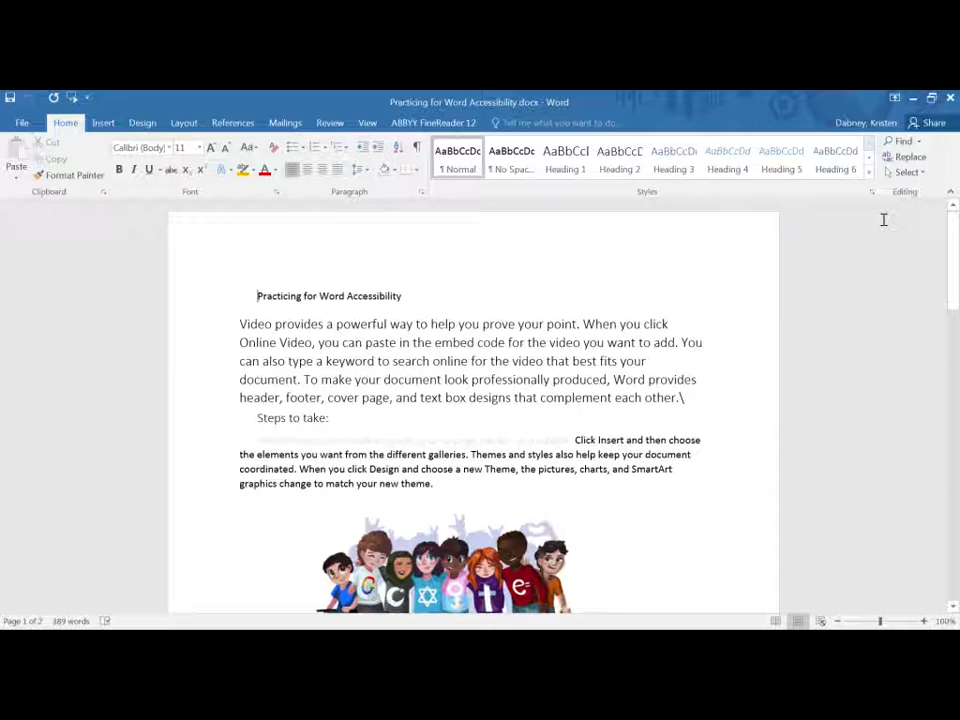 Practicing for Word Accessibility.docx - Word
File Home Insert Design Layout References Mailings Review View ABBYY FineReader 12 Tell me what you want to do... Dabney, Kristen Share
Paste
Cut
Copy
Format Painter
Clipboard
Calibri (Body) 11
Font
Paragraph
AaBbCcDc AaBbCcDc AaBbCcI AaBbCcD AaBbCcDc AaBbCcDd AaBbCcDd AaBbCcDd
¶ Normal ¶ No Spac... Heading 1 Heading 2 Heading 3 Heading 4 Heading 5 Heading 6
Styles
Find
Replace
Select
Editing
Practicing for Word Accessibility
Video provides a powerful way to help you prove your point. When you click
Online Video, you can paste in the embed code for the video you want to add. You
can also type a keyword to search online for the video that best fits your
document. To make your document look professionally produced, Word provides
header, footer, cover page, and text box designs that complement each other.\
Steps to take:
Click Insert and then choose
the elements you want from the different galleries. Themes and styles also help keep your document
coordinated. When you click Design and choose a new Theme, the pictures, charts, and SmartArt
graphics change to match your new theme.
Page 1 of 2 389 words 100%